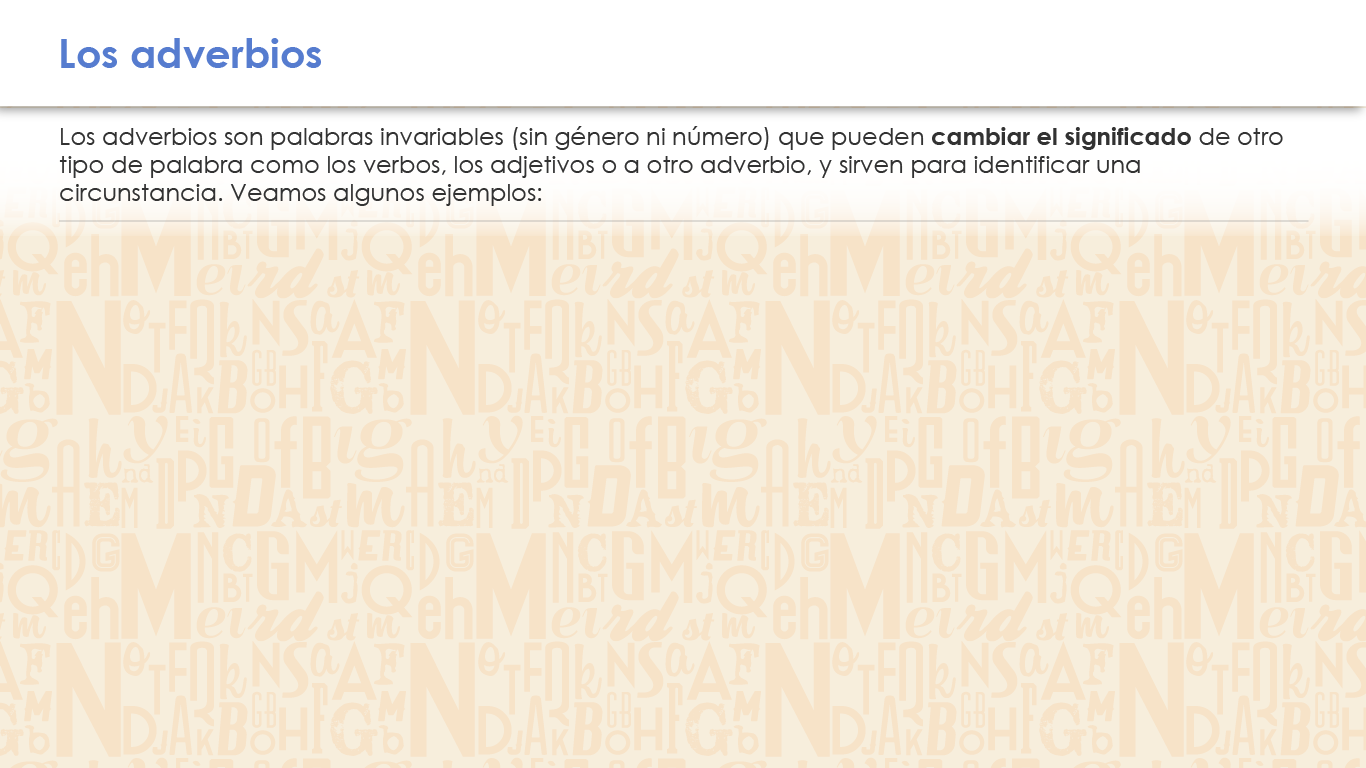 Los adverbios
Los adverbios son palabras invariables (sin género ni número) que pueden cambiar el significado de otro
tipo de palabra como los verbos, los adjetivos o a otro adverbio, y sirven para identificar una
circunstancia. Veamos algunos ejemplos: